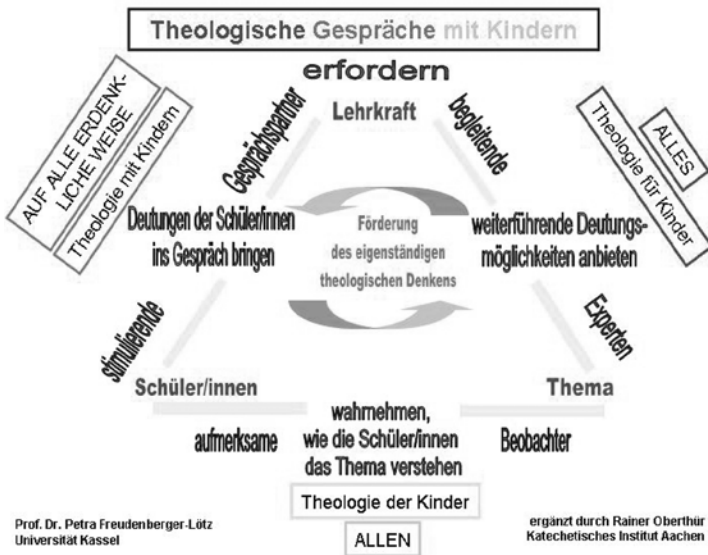 Theologische Gespräche mit Kindern
erfordern
Lehrkraft
Gesprächspartner
begleitende
AUF ALLE ERDENK-
LICHE WEISE
Theologie mit Kindern
ALLES
Theologie für Kinder
Deutungen der Schüler/innen
ins Gespräch bringen
Förderung
des eigenständigen
theologischen Denkens
weiterführende Deutungs-
möglichkeiten anbieten
stimulierende
Experten
Schüler/innen
Thema
aufmerksame
wahrnehmen,
wie die Schüler/innen
das Thema verstehen
Beobachter
Theologie der Kinder
ALLEN
Prof. Dr. Petra Freudenberger-Lötz
Universität Kassel
ergänzt durch Rainer Oberthür
Katechetisches Institut Aachen